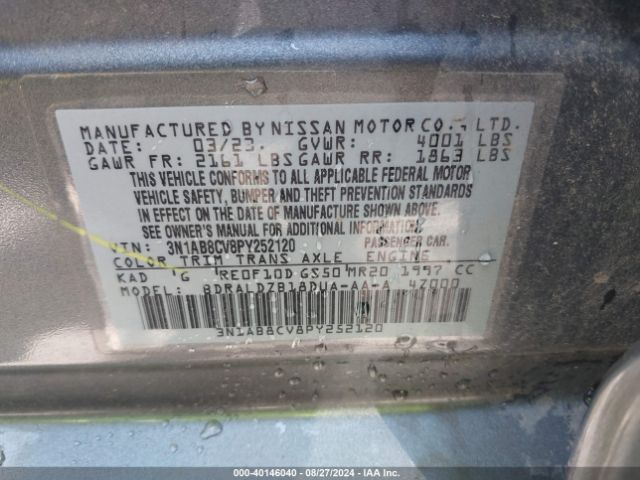 MANUFACTURED BY NISSAN MOTOR CO., LTD.
DATE: 03/23. GVWR: 4001 LBS
GAWR FR: 2161 LBS GAWR RR: 1863 LBS
THIS VEHICLE CONFORMS TO ALL APPLICABLE FEDERAL MOTOR
VEHICLE SAFETY, BUMPER AND THEFT PREVENTION STANDARDS
IN EFFECT ON THE DATE OF MANUFACTURE SHOWN ABOVE.
SEE OWNER'S MANUAL FOR ADDITIONAL INFORMATION
VIN: 3N1AB8CV8PY252120 PASSENGER CAR.
COLOR TRIM TRANS AXLE ENGINE
KAD G RE0F10D GS50 MR20 1997 CC
MODEL: BDRALDZB18DUA-AA-A 4Z000
3N1AB8CV8PY252120
000-40146040 - 08/27/2024 - IAA Inc.